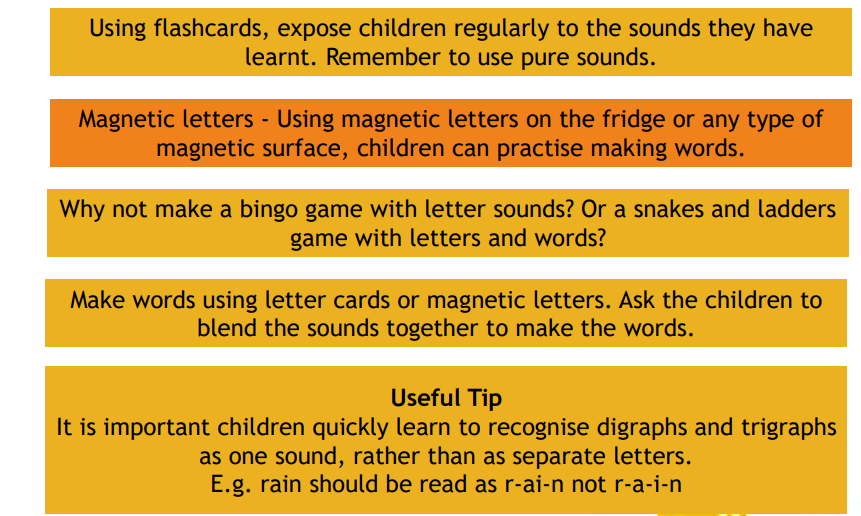 Using flashcards, expose children regularly to the sounds they have
learnt. Remember to use pure sounds.
Magnetic letters - Using magnetic letters on the fridge or any type of
magnetic surface, children can practise making words.
Why not make a bingo game with letter sounds? Or a snakes and ladders
game with letters and words?
Make words using letter cards or magnetic letters. Ask the children to
blend the sounds together to make the words.
Useful Tip
It is important children quickly learn to recognise digraphs and trigraphs
as one sound, rather than as separate letters.
E.g. rain should be read as r-ai-n not r-a-i-n